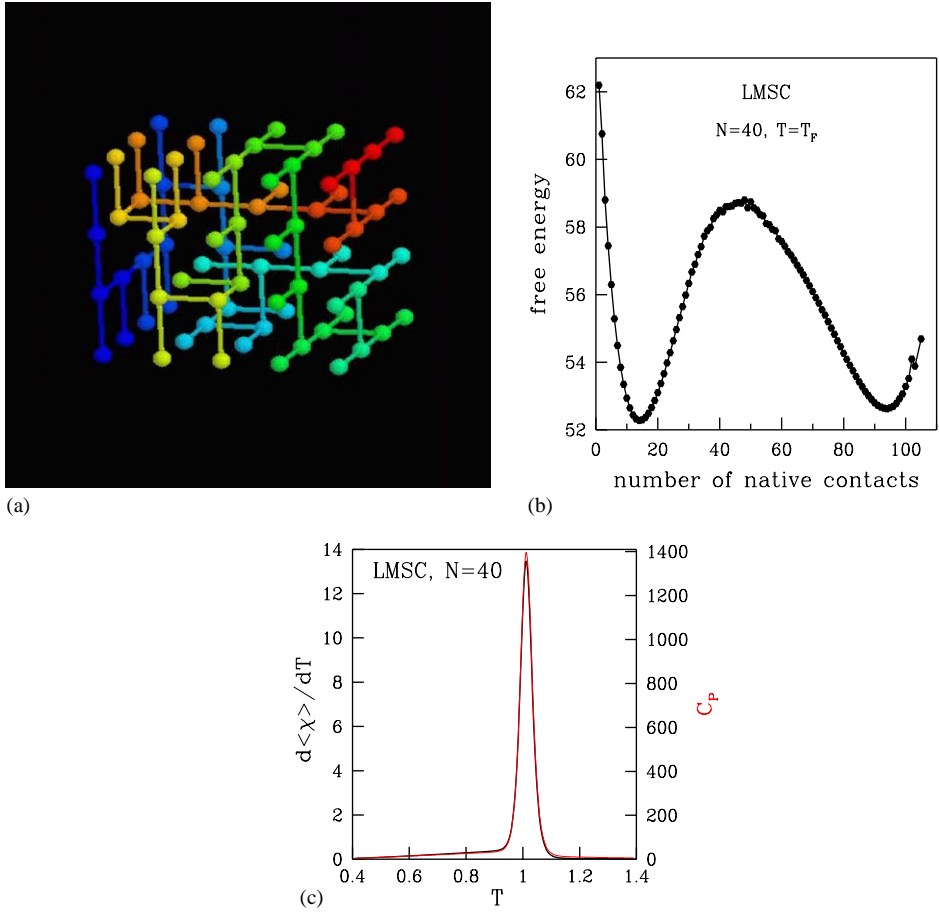 (a)
LMSC
N=40, T=T_F
62
60
58
56
54
52
free energy
0 20 40 60 80 100
number of native contacts
(b)
LMSC, N=40
14
12
10
8
6
4
2
0
d<χ>/dT
1400
1200
1000
800
600
400
200
0
C_P
0.4 0.6 0.8 1 1.2 1.4
T
(c)